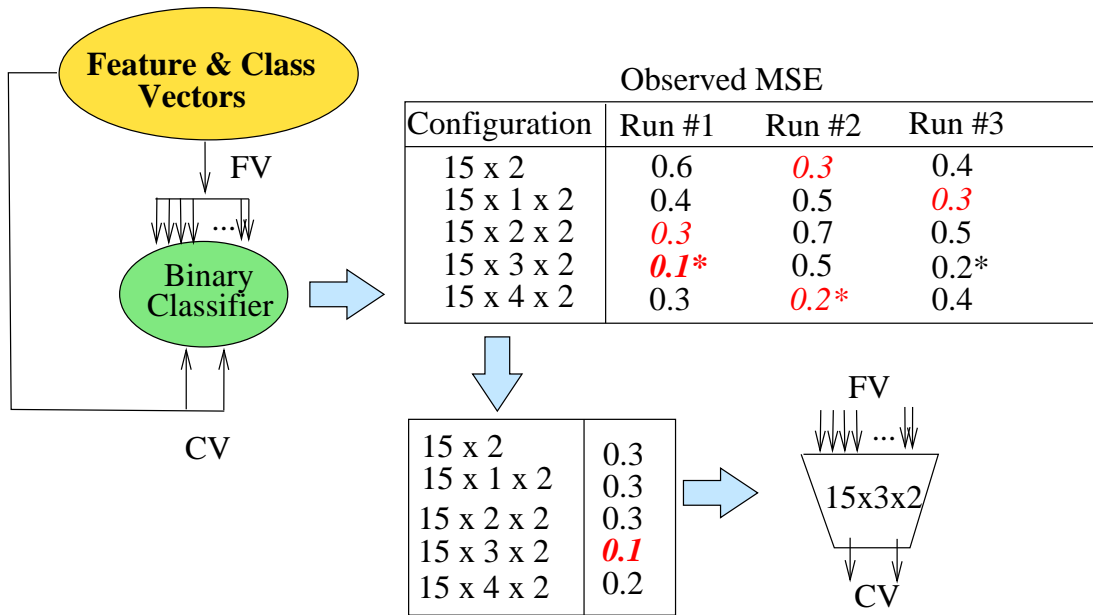 Feature & Class
Vectors
FV
...
Binary
Classifier
CV
Observed MSE
Configuration Run #1 Run #2 Run #3
15 x 2 0.6 0.3 0.4
15 x 1 x 2 0.4 0.5 0.3
15 x 2 x 2 0.3 0.7 0.5
15 x 3 x 2 0.1* 0.5 0.2*
15 x 4 x 2 0.3 0.2* 0.4
15 x 2 0.3
15 x 1 x 2 0.3
15 x 2 x 2 0.3
15 x 3 x 2 0.1
15 x 4 x 2 0.2
FV
...
15x3x2
CV